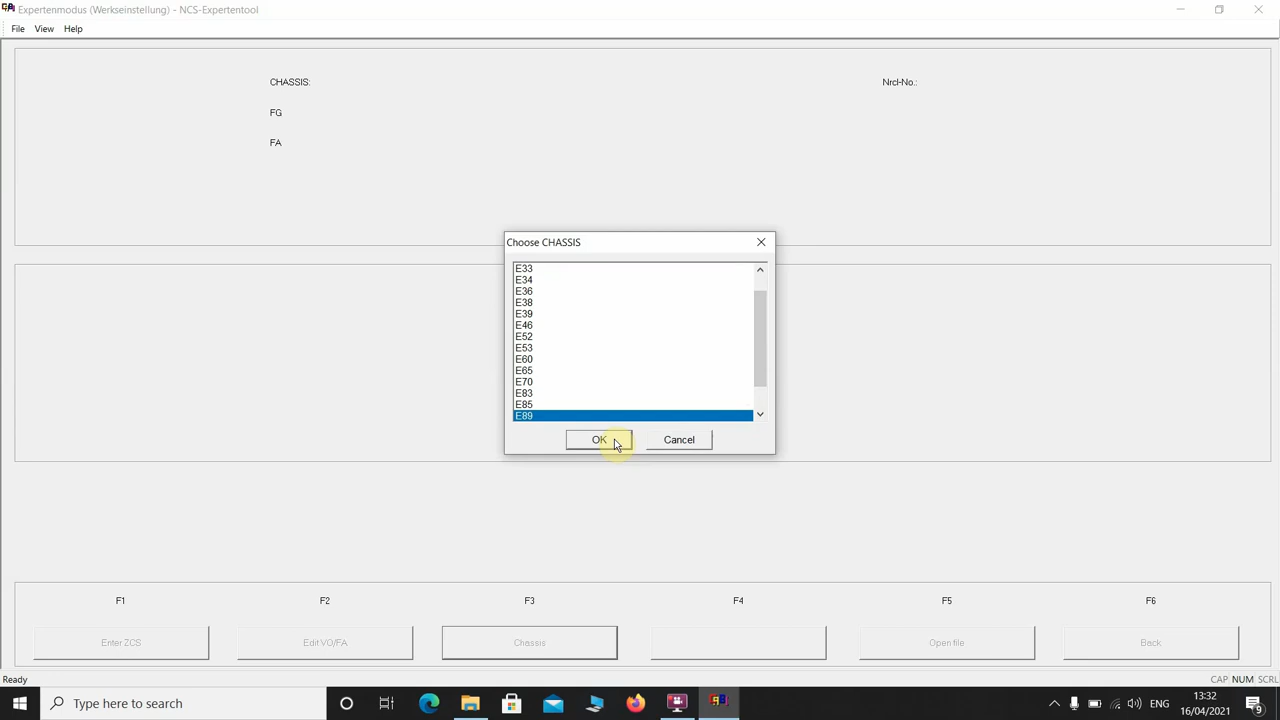 Expertenmodus (Werkseinstellung) - NCS-Expertentool
File View Help
CHASSIS: Nrcl-No.:
FG
FA
Choose CHASSIS
E33
E34
E36
E38
E39
E46
E52
E53
E60
E65
E70
E83
E85
E89
OK Cancel
F1 F2 F3 F4 F5 F6
Enter ZCS Edit VO/FA Chassis Open file Back
Ready CAP NUM SCRL
Type here to search ENG 13:32
16/04/2021 9